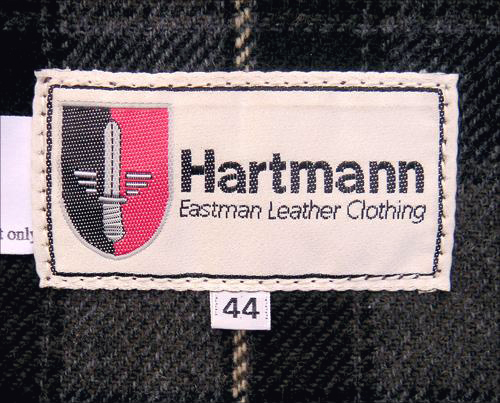 Hartmann
Eastman Leather Clothing
44
t only